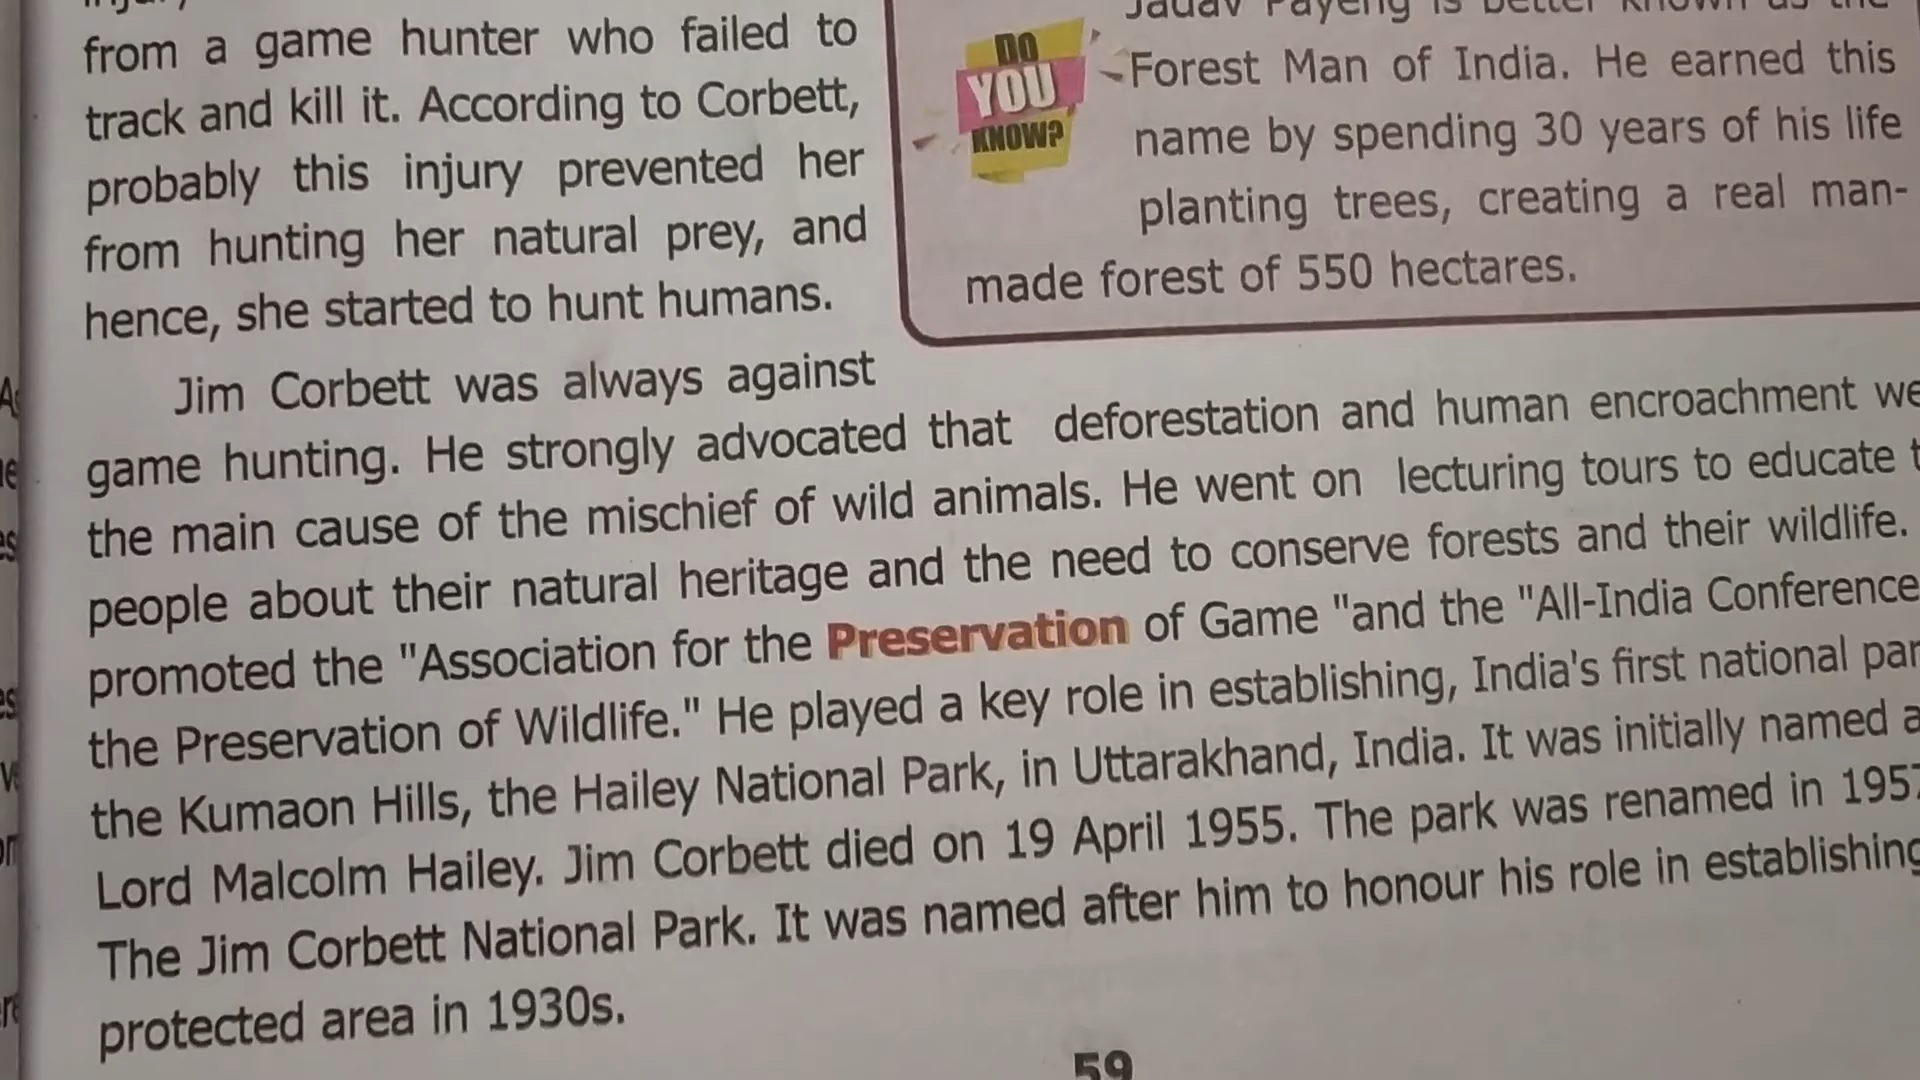 from a game hunter who failed to
track and kill it. According to Corbett,
probably this injury prevented her
from hunting her natural prey, and
hence, she started to hunt humans.
DO
YOU
KNOW?
Jadav Payeng is better known as the
Forest Man of India. He earned this
name by spending 30 years of his life
planting trees, creating a real man-
made forest of 550 hectares.
Jim Corbett was always against
game hunting. He strongly advocated that deforestation and human encroachment
the main cause of the mischief of wild animals. He went on lecturing tours to educate
people about their natural heritage and the need to conserve forests and their wildlife.
promoted the "Association for the Preservation of Game "and the "All-India Conference
the Preservation of Wildlife." He played a key role in establishing, India's first national
the Kumaon Hills, the Hailey National Park, in Uttarakhand, India. It was initially named
Lord Malcolm Hailey. Jim Corbett died on 19 April 1955. The park was renamed in
The Jim Corbett National Park. It was named after him to honour his role in establishing
protected area in 1930s.
59